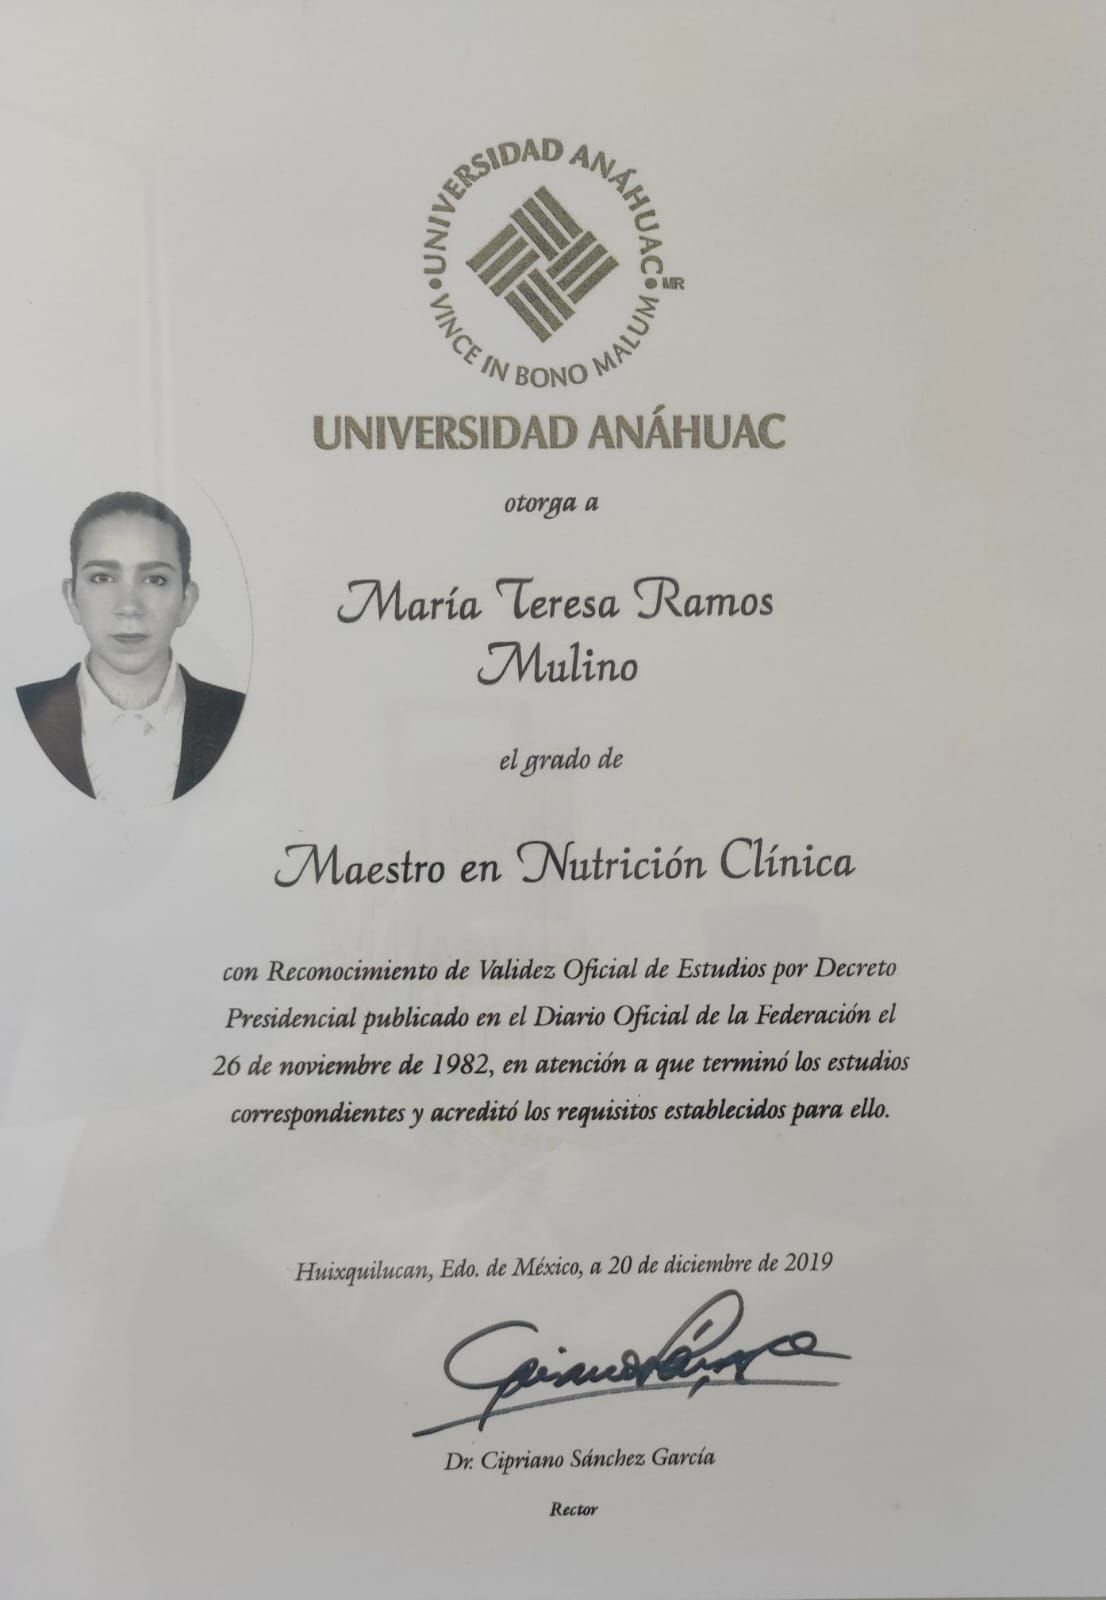 UNIVERSIDAD ANÁHUAC
MR
VINCE IN BONO MALUM
UNIVERSIDAD ANÁHUAC
otorga a
María Teresa Ramos
Mulino
el grado de
Maestro en Nutrición Clínica
con Reconocimiento de Validez Oficial de Estudios por Decreto
Presidencial publicado en el Diario Oficial de la Federación el
26 de noviembre de 1982, en atención a que terminó los estudios
correspondientes y acreditó los requisitos establecidos para ello.
Huixquilucan, Edo. de México, a 20 de diciembre de 2019
Dr. Cipriano Sánchez García
Rector